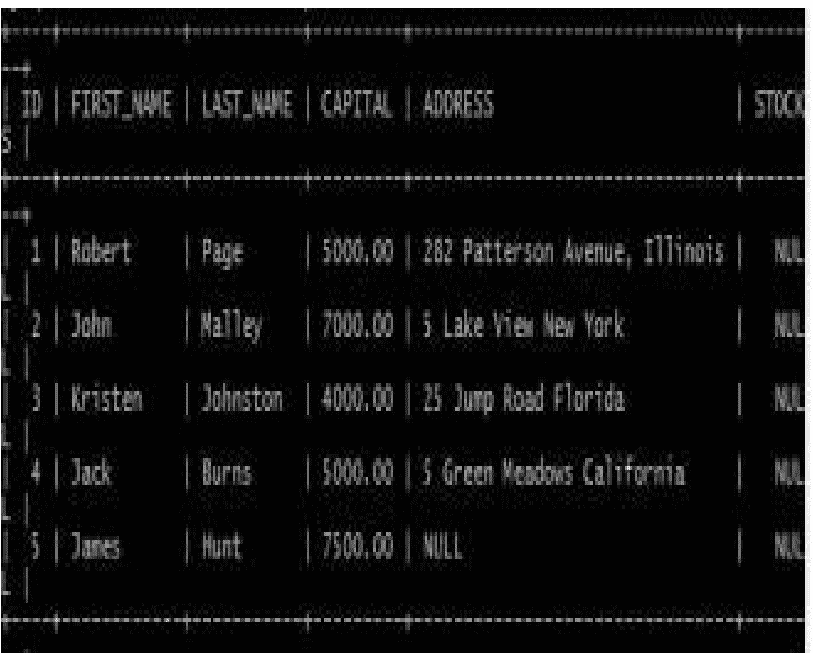 | ID | FIRST_NAME | LAST_NAME | CAPITAL | ADDRESS | STOCK
S |
| 1 | Robert | Page | 5000.00 | 282 Patterson Avenue, Illinois | NUL
L |
| 2 | John | Malley | 7000.00 | 5 Lake View New York | NUL
L |
| 3 | Kristen | Johnston | 4000.00 | 25 Jump Road Florida | NUL
L |
| 4 | Jack | Burns | 5000.00 | 5 Green Meadows California | NUL
L |
| 5 | James | Hunt | 7500.00 | NULL | NUL
L |